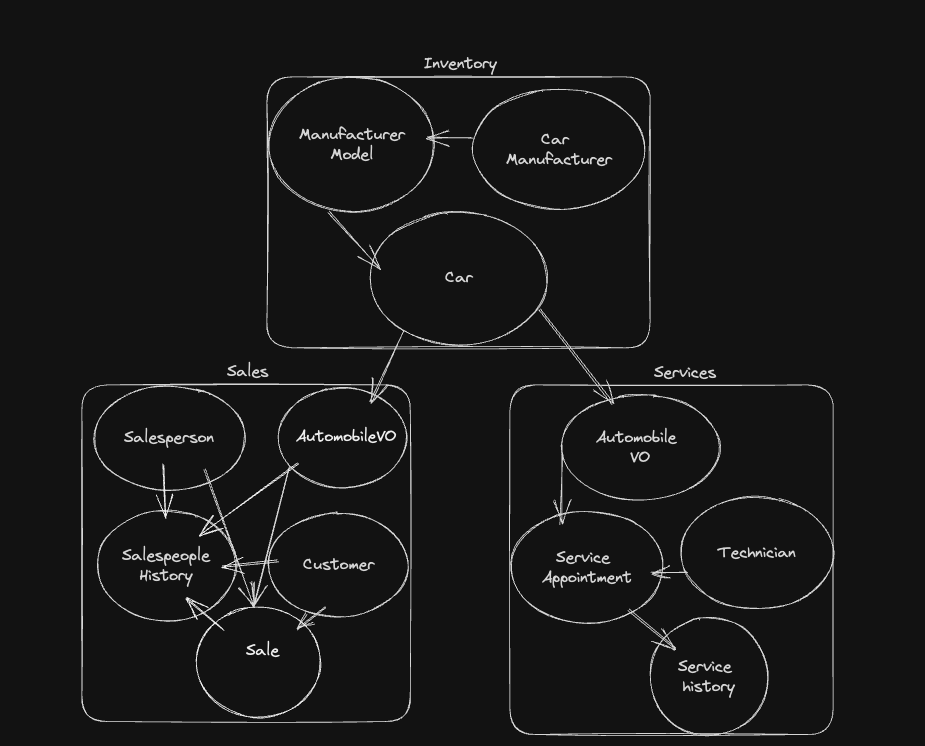 Inventory
Manufacturer
Model
Car
Manufacturer
Car
Sales
Salesperson
AutomobileVO
Salespeople
History
Customer
Sale
Services
Automobile
VO
Service
Appointment
Technician
Service
history